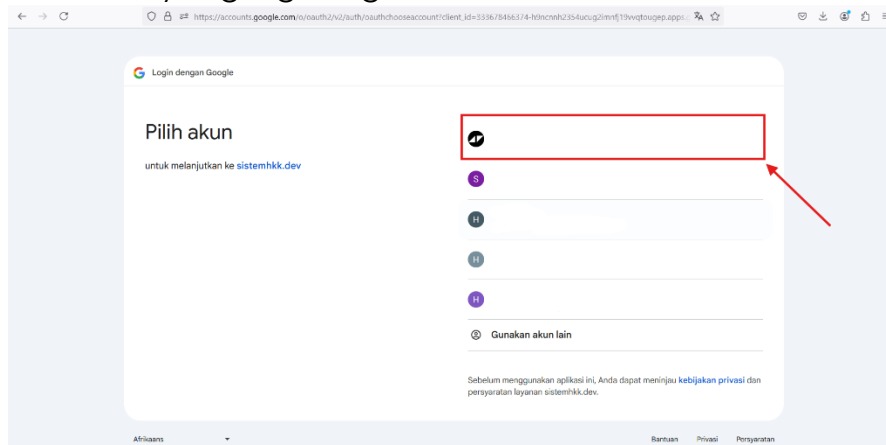 https://accounts.google.com/o/oauth2/v2/auth/oauthchooseaccount?client_id=
Login dengan Google
Pilih akun
untuk melanjutkan ke sistemhkk.dev
S
H
H
H
Gunakan akun lain
Sebelum menggunakan aplikasi ini, Anda dapat meninjau kebijakan privasi dan
persyaratan layanan sistemhkk.dev.
Afrikaans
Bantuan Privasi Persyaratan